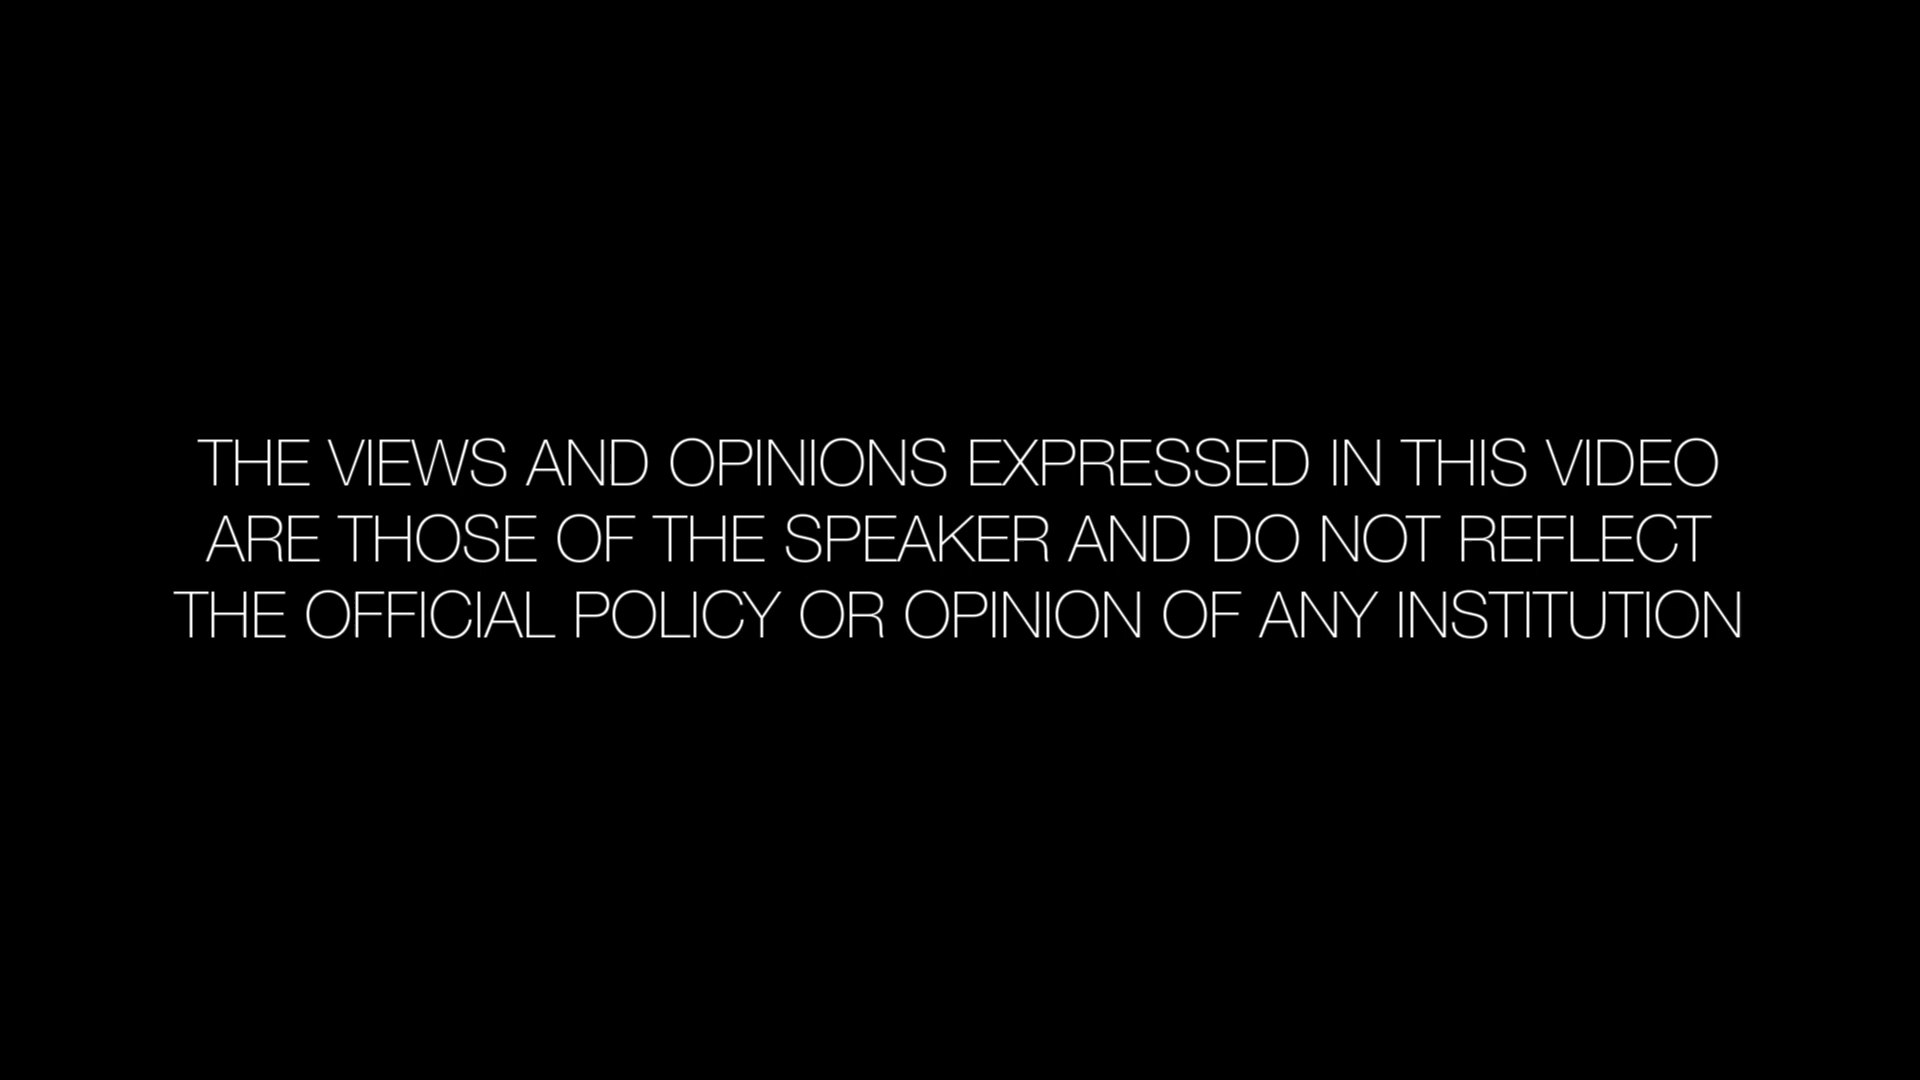 THE VIEWS AND OPINIONS EXPRESSED IN THIS VIDEO
ARE THOSE OF THE SPEAKER AND DO NOT REFLECT
THE OFFICIAL POLICY OR OPINION OF ANY INSTITUTION